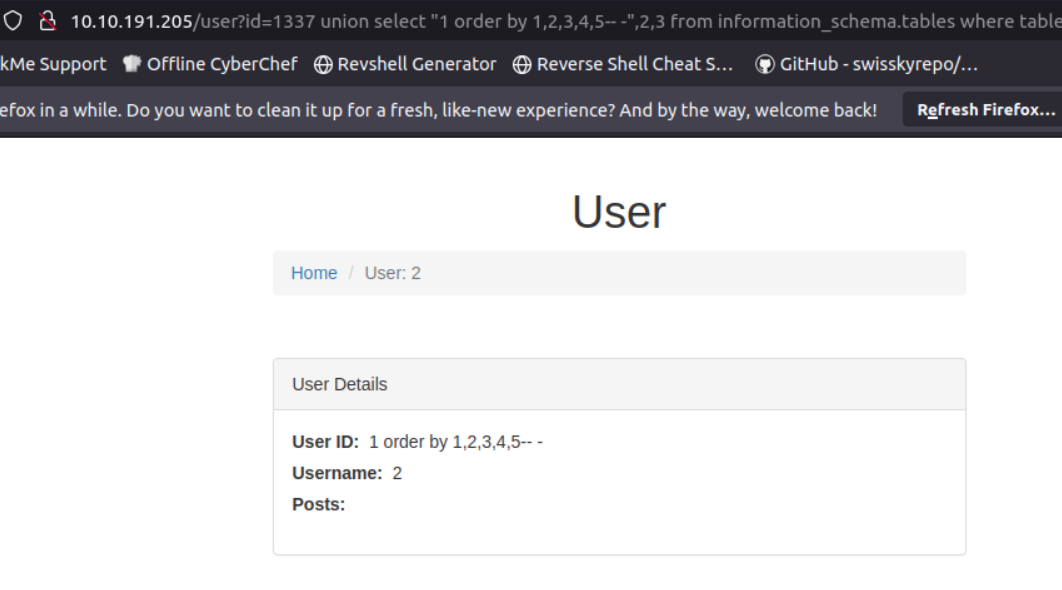 10.10.191.205/user?id=1337 union select "1 order by 1,2,3,4,5-- -",2,3 from information_schema.tables where table
kMe Support Offline CyberChef Revshell Generator Reverse Shell Cheat S... GitHub - swisskyrepo/...
efox in a while. Do you want to clean it up for a fresh, like-new experience? And by the way, welcome back! Refresh Firefox...
User
Home / User: 2
User Details
User ID: 1 order by 1,2,3,4,5-- -
Username: 2
Posts: